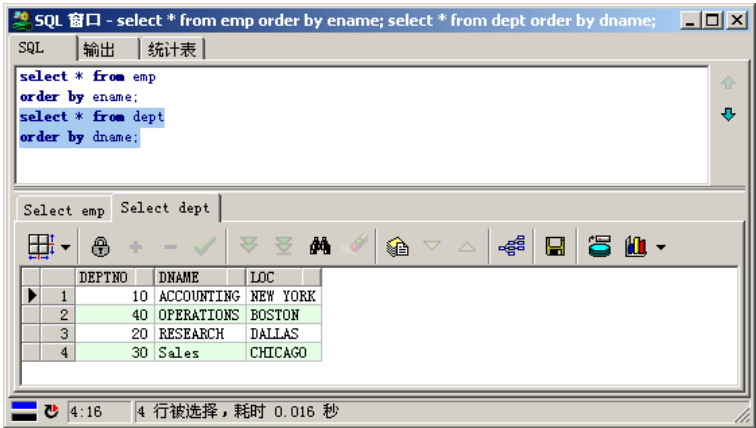 SQL 窗口 - select * from emp order by ename; select * from dept order by dname;
SQL 输出 统计表
select * from emp
order by ename;
select * from dept
order by dname;
Select emp Select dept
DEPTNO DNAME LOC
1 10 ACCOUNTING NEW YORK
2 40 OPERATIONS BOSTON
3 20 RESEARCH DALLAS
4 30 Sales CHICAGO
4:16 4 行被选择，耗时 0.016 秒